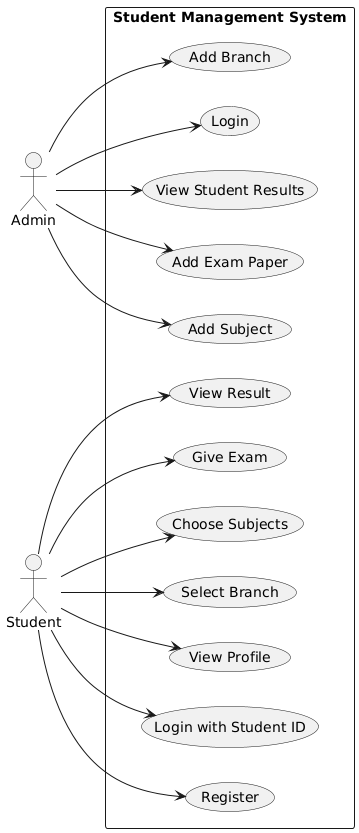 Student Management System
Add Branch
Login
View Student Results
Admin
Add Exam Paper
Add Subject
View Result
Give Exam
Choose Subjects
Select Branch
Student
View Profile
Login with Student ID
Register